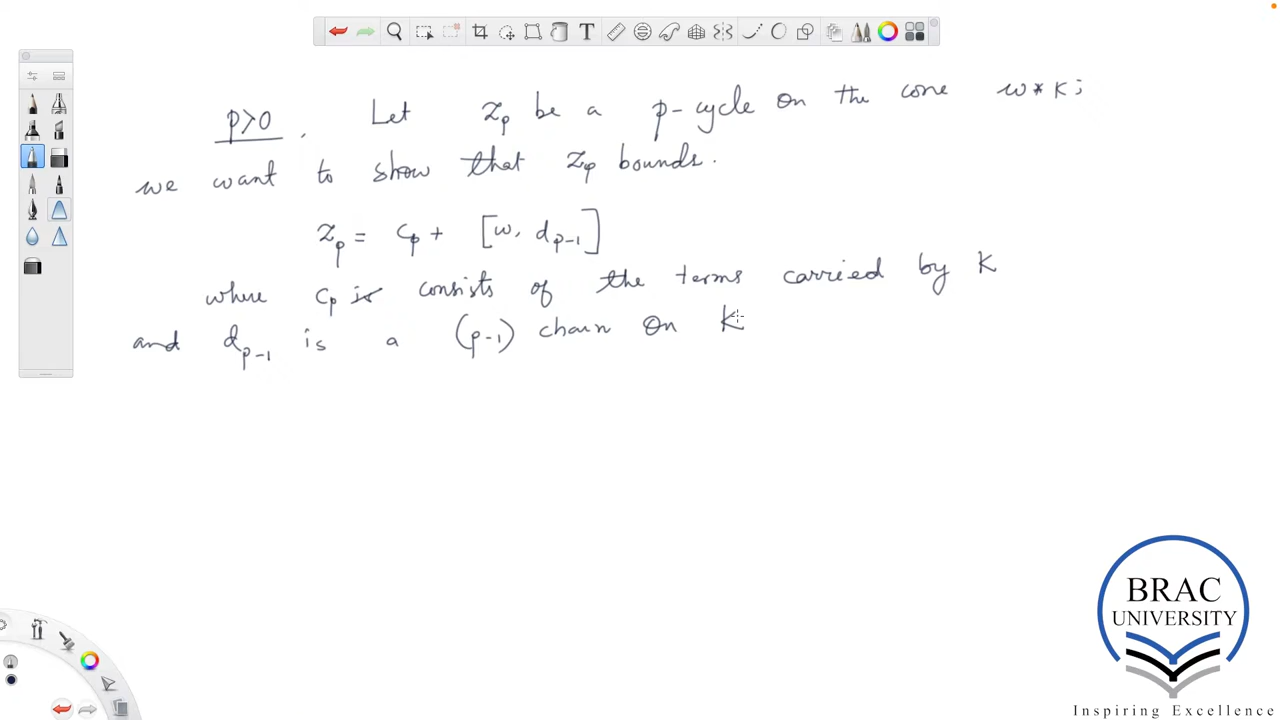 p>0 , Let z_p be a p-cycle on the cone w * K ;
we want to show that z_p bounds.
z_p = c_p + [w, d_{p-1}]
where c_p is consists of the terms carried by K
and d_{p-1} is a (p-1) chain on K
BRAC
UNIVERSITY
Inspiring Excellence